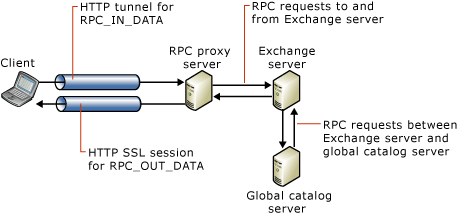 HTTP tunnel for
RPC_IN_DATA
RPC requests to and
from Exchange server
Client
RPC proxy
server
Exchange
server
RPC requests between
Exchange server and
global catalog server
HTTP SSL session
for RPC_OUT_DATA
Global catalog
server